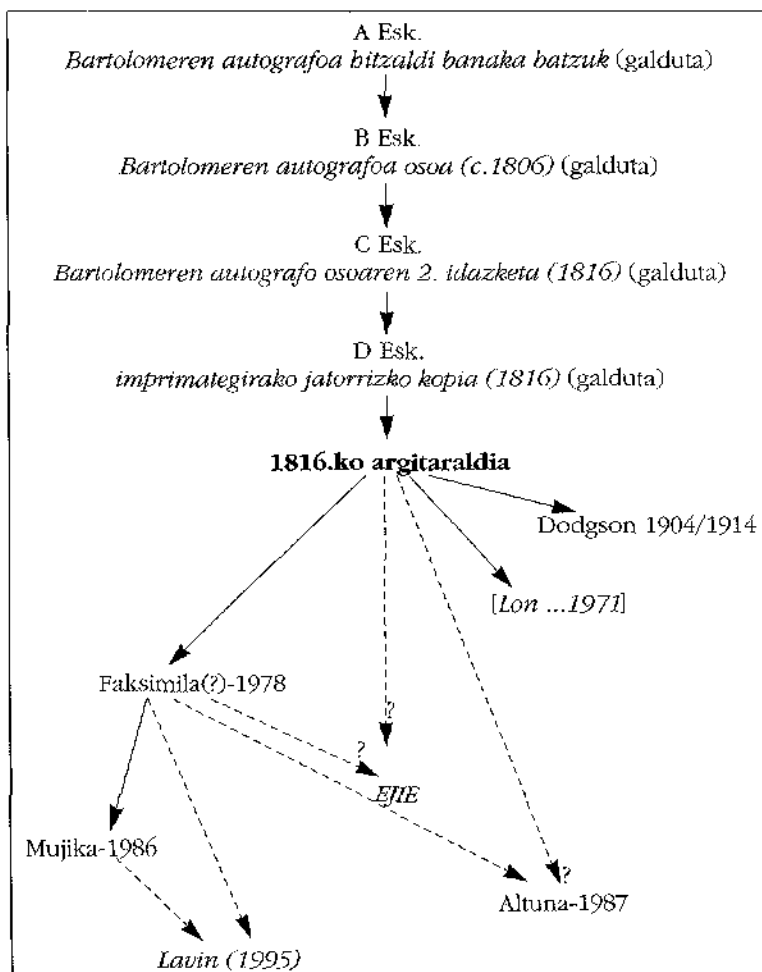 A Esk.
Bartolomeren autografoa hitzaldi banaka batzuk (galduta)
B Esk.
Bartolomeren autografoa osoa (c.1806) (galduta)
C Esk.
Bartolomeren autografo osoaren 2. idazketa (1816) (galduta)
D Esk.
imprimategirako jatorrizko kopia (1816) (galduta)
1816.ko argitaraldia
Dodgson 1904/1914
[Lon ...1971]
Faksimila(?)-1978
?
?
EJIE
Mujika-1986
?
Altuna-1987
Lavin (1995)